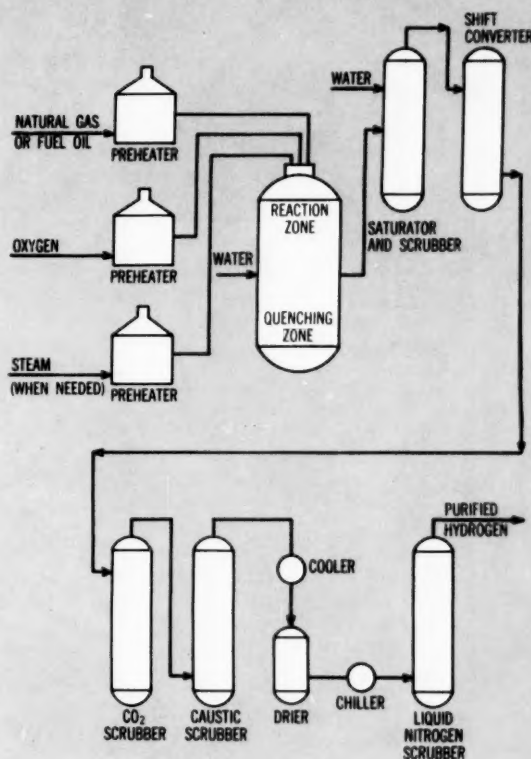 SHIFT
CONVERTER
WATER
NATURAL GAS
OR FUEL OIL
PREHEATER
REACTION
ZONE
SATURATOR
AND SCRUBBER
OXYGEN
WATER
PREHEATER
QUENCHING
ZONE
STEAM
(WHEN NEEDED)
PREHEATER
PURIFIED
HYDROGEN
COOLER
CO₂
SCRUBBER
CAUSTIC
SCRUBBER
DRIER
CHILLER
LIQUID
NITROGEN
SCRUBBER